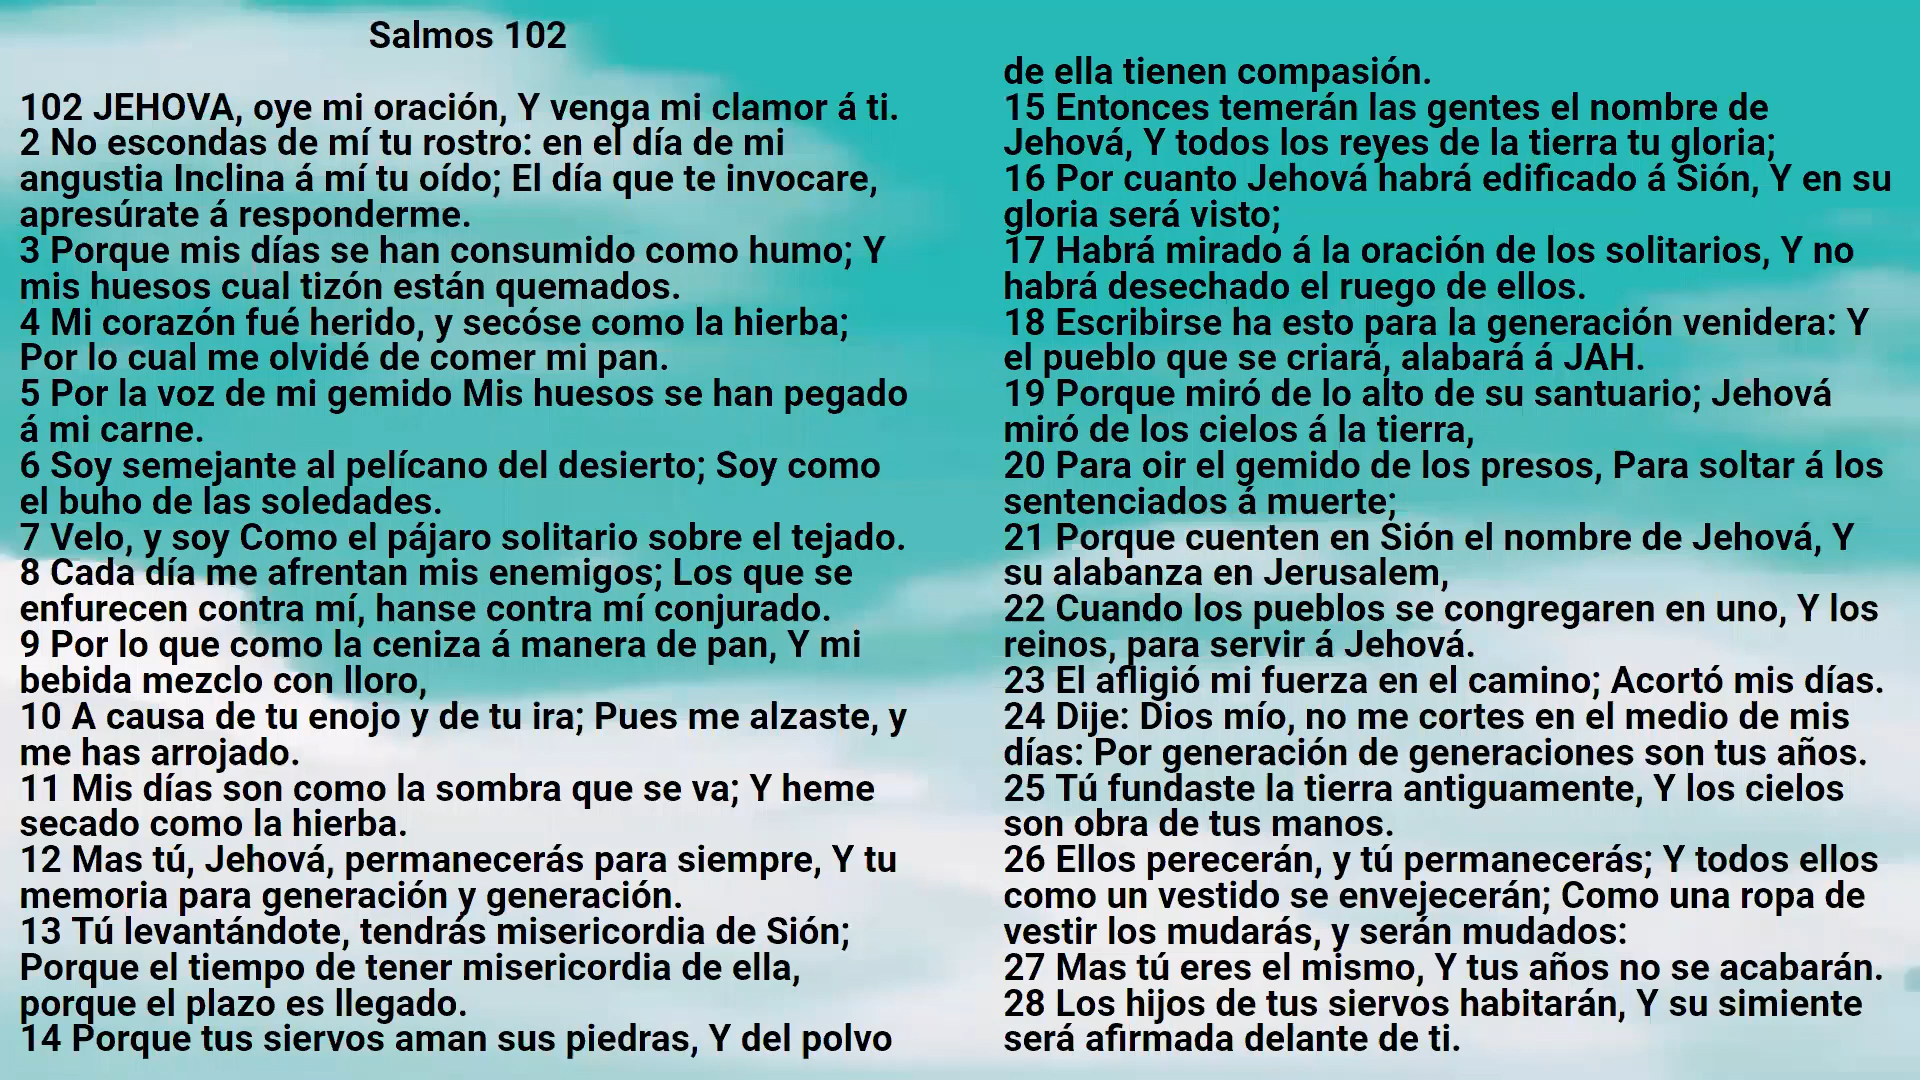 Salmos 102
102 JEHOVA, oye mi oración, Y venga mi clamor á ti.
2 No escondas de mí tu rostro: en el día de mi
angustia Inclina á mí tu oído; El día que te invocare,
apresúrate á responderme.
3 Porque mis días se han consumido como humo; Y
mis huesos cual tizón están quemados.
4 Mi corazón fué herido, y secóse como la hierba;
Por lo cual me olvidé de comer mi pan.
5 Por la voz de mi gemido Mis huesos se han pegado
á mi carne.
6 Soy semejante al pelícano del desierto; Soy como
el buho de las soledades.
7 Velo, y soy Como el pájaro solitario sobre el tejado.
8 Cada día me afrentan mis enemigos; Los que se
enfurecen contra mí, hanse contra mí conjurado.
9 Por lo que como la ceniza á manera de pan, Y mi
bebida mezclo con lloro,
10 A causa de tu enojo y de tu ira; Pues me alzaste, y
me has arrojado.
11 Mis días son como la sombra que se va; Y heme
secado como la hierba.
12 Mas tú, Jehová, permanecerás para siempre, Y tu
memoria para generación y generación.
13 Tú levantándote, tendrás misericordia de Sión;
Porque el tiempo de tener misericordia de ella,
porque el plazo es llegado.
14 Porque tus siervos aman sus piedras, Y del polvo
de ella tienen compasión.
15 Entonces temerán las gentes el nombre de
Jehová, Y todos los reyes de la tierra tu gloria;
16 Por cuanto Jehová habrá edificado á Sión, Y en su
gloria será visto;
17 Habrá mirado á la oración de los solitarios, Y no
habrá desechado el ruego de ellos.
18 Escribirse ha esto para la generación venidera: Y
el pueblo que se criará, alabará á JAH.
19 Porque miró de lo alto de su santuario; Jehová
miró de los cielos á la tierra,
20 Para oir el gemido de los presos, Para soltar á los
sentenciados á muerte;
21 Porque cuenten en Sión el nombre de Jehová, Y
su alabanza en Jerusalem,
22 Cuando los pueblos se congregaren en uno, Y los
reinos, para servir á Jehová.
23 El afligió mi fuerza en el camino; Acortó mis días.
24 Dije: Dios mío, no me cortes en el medio de mis
días: Por generación de generaciones son tus años.
25 Tú fundaste la tierra antiguamente, Y los cielos
son obra de tus manos.
26 Ellos perecerán, y tú permanecerás; Y todos ellos
como un vestido se envejecerán; Como una ropa de
vestir los mudarás, y serán mudados:
27 Mas tú eres el mismo, Y tus años no se acabarán.
28 Los hijos de tus siervos habitarán, Y su simiente
será afirmada delante de ti.